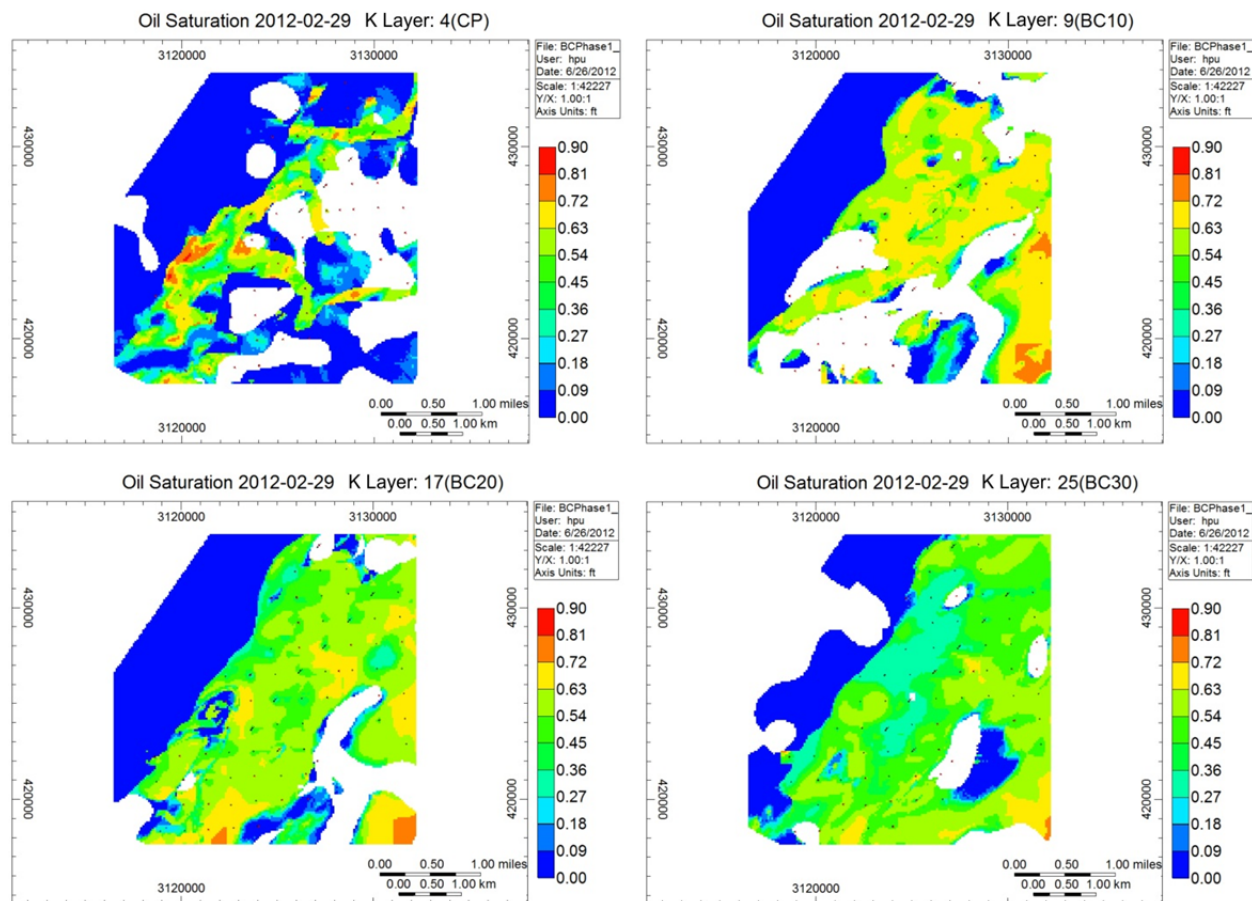 Oil Saturation 2012-02-29 K Layer: 4(CP)
3120000
3130000
File: BCPhase1_
User: hpu
Date: 6/26/2012
Scale: 1:42227
Y/X: 1.00:1
Axis Units: ft
430000
430000
420000
420000
0.90
0.81
0.72
0.63
0.54
0.45
0.36
0.27
0.18
0.09
0.00
0.00 0.50 1.00 miles
0.00 0.50 1.00 km
3120000
Oil Saturation 2012-02-29 K Layer: 9(BC10)
3120000
3130000
File: BCPhase1_
User: hpu
Date: 6/26/2012
Scale: 1:42227
Y/X: 1.00:1
Axis Units: ft
430000
430000
420000
420000
0.90
0.81
0.72
0.63
0.54
0.45
0.36
0.27
0.18
0.09
0.00
0.00 0.50 1.00 miles
0.00 0.50 1.00 km
3120000
Oil Saturation 2012-02-29 K Layer: 17(BC20)
3120000
3130000
File: BCPhase1_
User: hpu
Date: 6/26/2012
Scale: 1:42227
Y/X: 1.00:1
Axis Units: ft
430000
430000
420000
420000
0.90
0.81
0.72
0.63
0.54
0.45
0.36
0.27
0.18
0.09
0.00
0.00 0.50 1.00 miles
0.00 0.50 1.00 km
3120000
Oil Saturation 2012-02-29 K Layer: 25(BC30)
3120000
3130000
File: BCPhase1_
User: hpu
Date: 6/26/2012
Scale: 1:42227
Y/X: 1.00:1
Axis Units: ft
430000
430000
420000
420000
0.90
0.81
0.72
0.63
0.54
0.45
0.36
0.27
0.18
0.09
0.00
0.00 0.50 1.00 miles
0.00 0.50 1.00 km
3120000